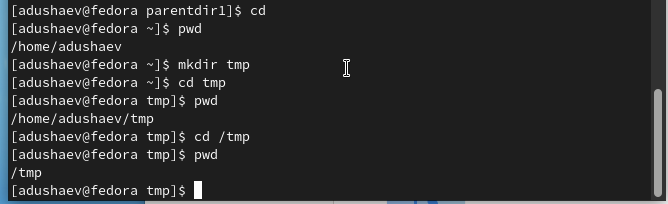 [adushaev@fedora parentdir1]$ cd
[adushaev@fedora ~]$ pwd
/home/adushaev
[adushaev@fedora ~]$ mkdir tmp
[adushaev@fedora ~]$ cd tmp
[adushaev@fedora tmp]$ pwd
/home/adushaev/tmp
[adushaev@fedora tmp]$ cd /tmp
[adushaev@fedora tmp]$ pwd
/tmp
[adushaev@fedora tmp]$